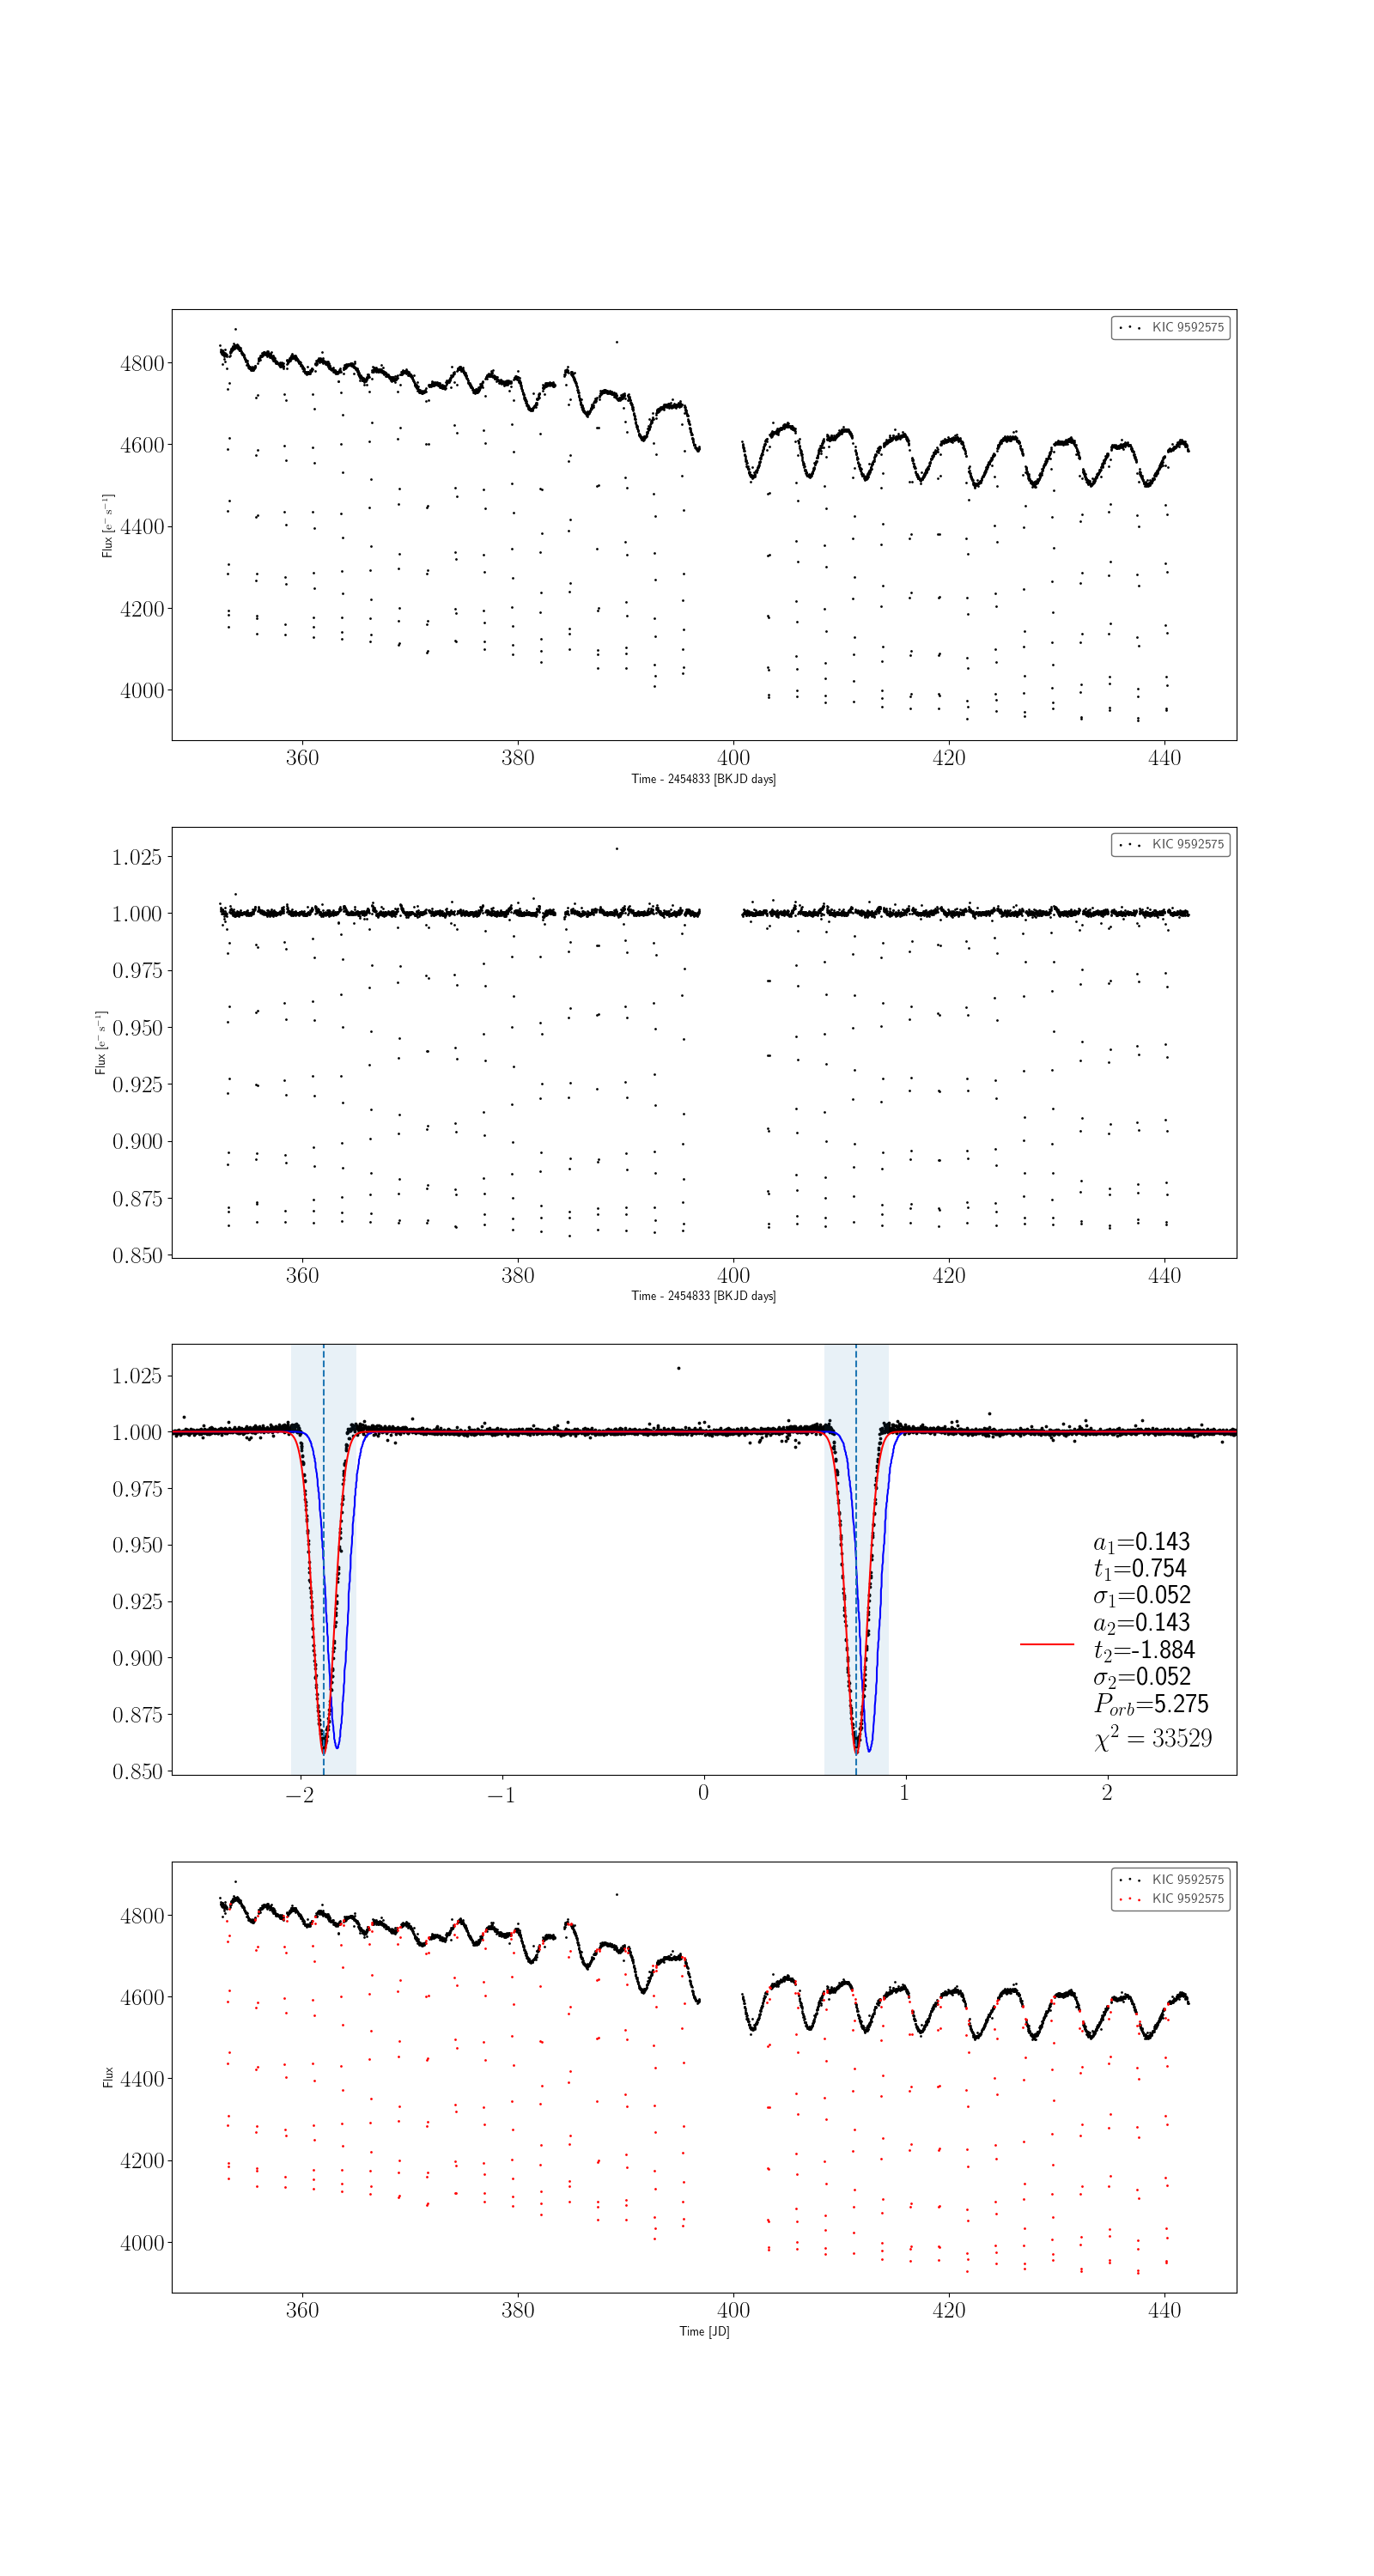 KIC 9592575
4800
4600
4400
4200
4000
Flux [e⁻ s⁻¹]
360 380 400 420 440
Time - 2454833 [BKJD days]
KIC 9592575
1.025
1.000
0.975
0.950
0.925
0.900
0.875
0.850
Flux [e⁻ s⁻¹]
360 380 400 420 440
Time - 2454833 [BKJD days]
1.025
1.000
0.975
0.950
0.925
0.900
0.875
0.850
a₁=0.143
t₁=0.754
σ₁=0.052
a₂=0.143
t₂=-1.884
σ₂=0.052
P_orb=5.275
χ² = 33529
−2 −1 0 1 2
KIC 9592575
KIC 9592575
4800
4600
4400
4200
4000
Flux
360 380 400 420 440
Time [JD]